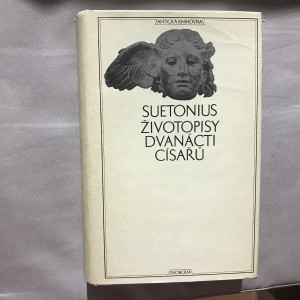 ANTICKÁ KNIHOVNA
SUETONIUS
ŽIVOTOPISY
DVANÁCTI
CÍSAŘŮ
SVOBODA